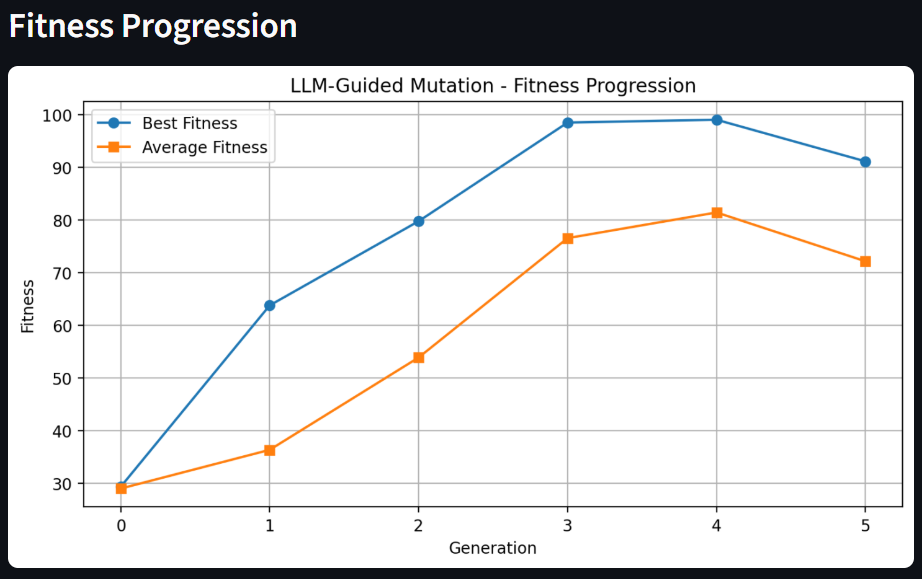 Fitness Progression
LLM-Guided Mutation - Fitness Progression
Best Fitness
Average Fitness
100
90
80
70
60
50
40
30
Fitness
0 1 2 3 4 5
Generation